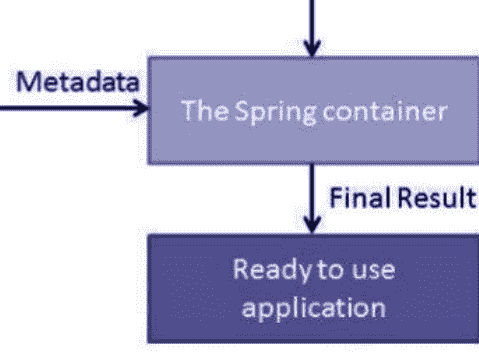 Metadata
The Spring container
Final Result
Ready to use
application